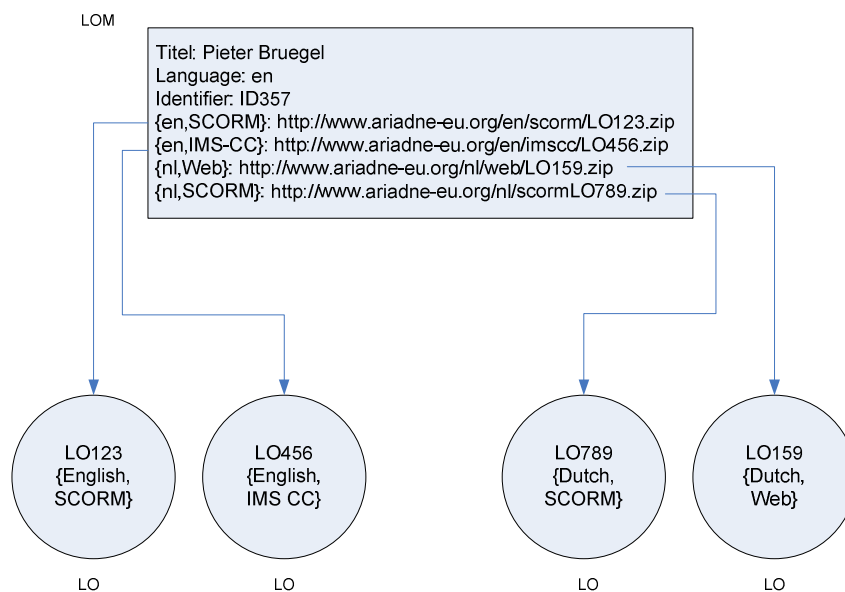 LOM
Titel: Pieter Bruegel
Language: en
Identifier: ID357
{en,SCORM}: http://www.ariadne-eu.org/en/scorm/LO123.zip
{en,IMS-CC}: http://www.ariadne-eu.org/en/imscc/LO456.zip
{nl,Web}: http://www.ariadne-eu.org/nl/web/LO159.zip
{nl,SCORM}: http://www.ariadne-eu.org/nl/scormLO789.zip
LO123
{English,
SCORM}
LO456
{English,
IMS CC}
LO789
{Dutch,
SCORM}
LO159
{Dutch,
Web}
LO
LO
LO
LO